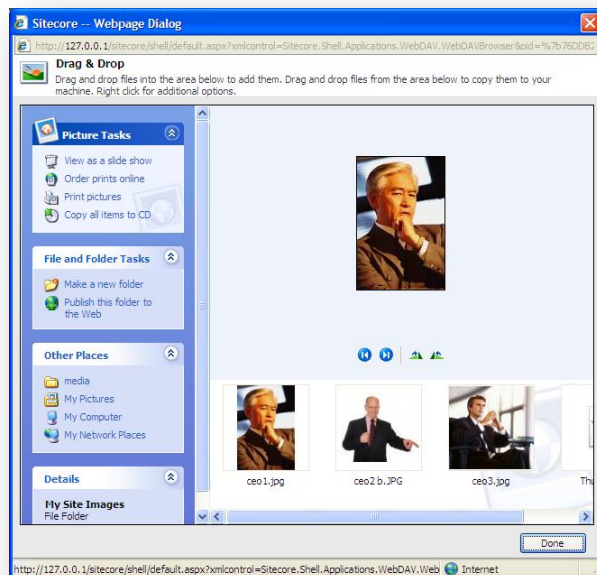 Sitecore -- Webpage Dialog
http://127.0.0.1/sitecore/shell/default.aspx?xmlcontrol=Sitecore.Shell.Applications.WebDAV.WebDAVBrowser&oid=%7b76DDB2
Drag & Drop
Drag and drop files into the area below to add them. Drag and drop files from the area below to copy them to your
machine. Right click for additional options.
Picture Tasks
View as a slide show
Order prints online
Print pictures
Copy all items to CD
File and Folder Tasks
Make a new folder
Publish this folder to
the Web
Other Places
media
My Pictures
My Computer
My Network Places
Details
My Site Images
File Folder
ceo1.jpg
ceo2 b.JPG
ceo3.jpg
Thu
Done
http://127.0.0.1/sitecore/shell/default.aspx?xmlcontrol=Sitecore.Shell.Applications.WebDAV.Web
Internet